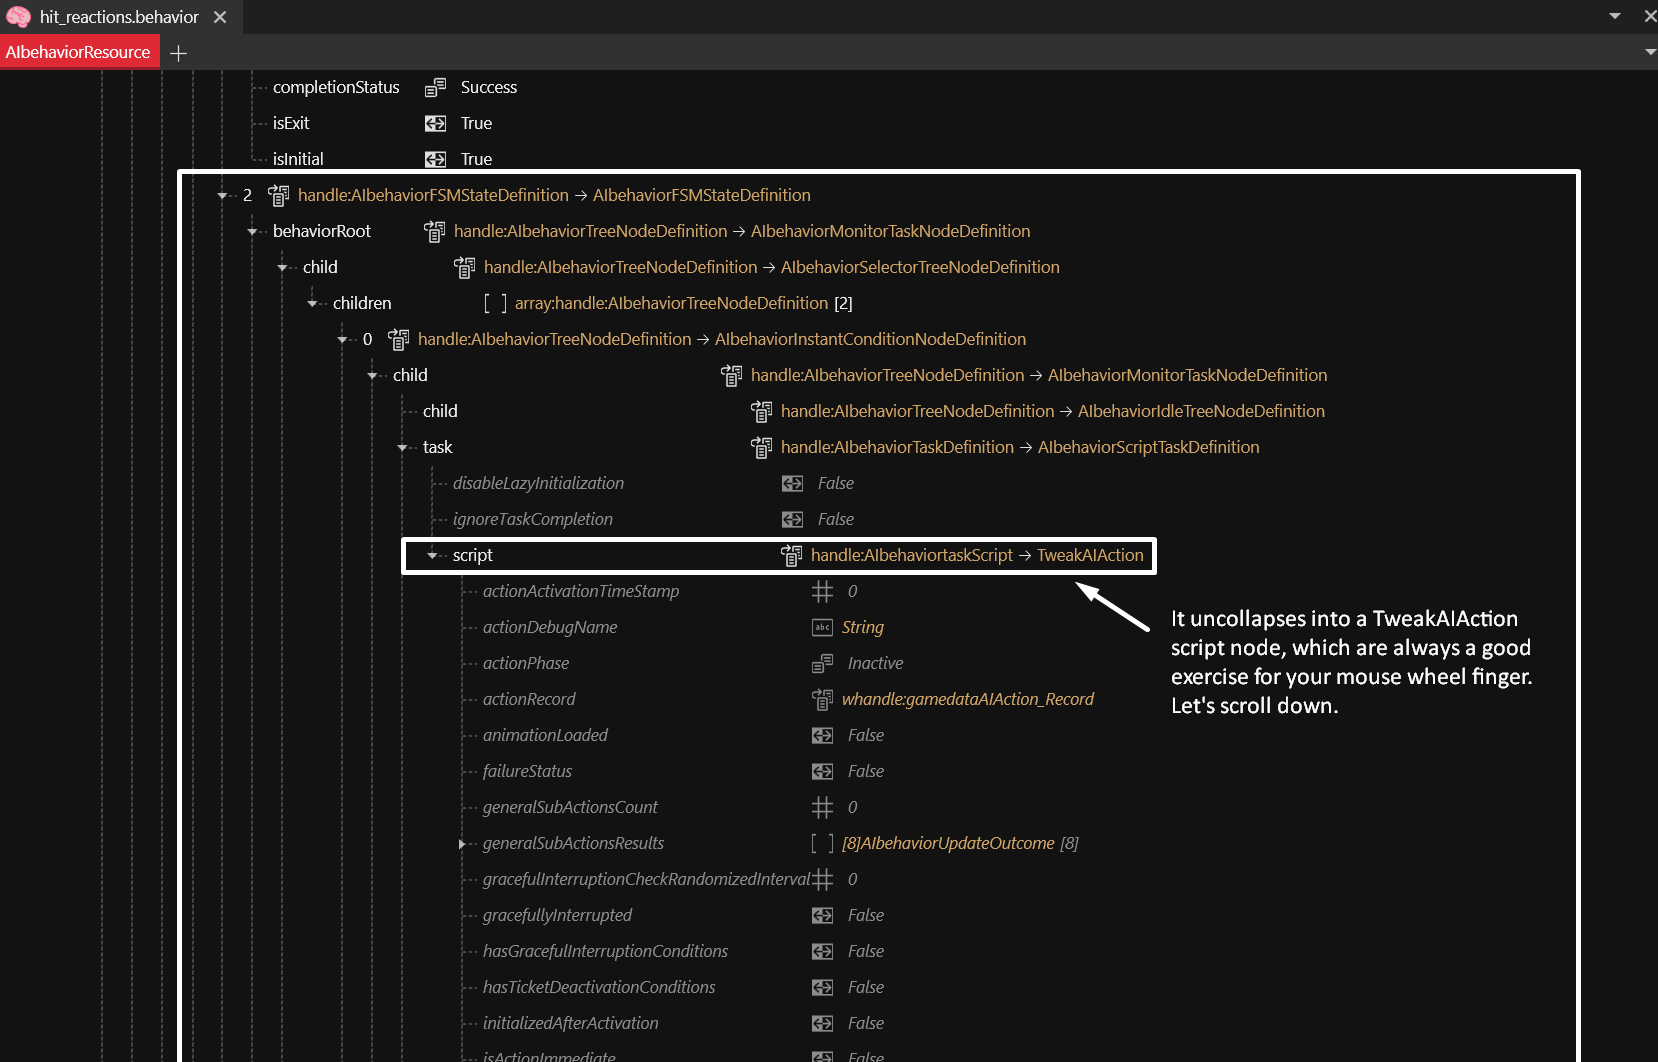 hit_reactions.behavior
AIbehaviorResource
completionStatus Success
isExit True
isInitial True
2 handle:AIbehaviorFSMStateDefinition → AIbehaviorFSMStateDefinition
behaviorRoot handle:AIbehaviorTreeNodeDefinition → AIbehaviorMonitorTaskNodeDefinition
child handle:AIbehaviorTreeNodeDefinition → AIbehaviorSelectorTreeNodeDefinition
children [ ] array:handle:AIbehaviorTreeNodeDefinition [2]
0 handle:AIbehaviorTreeNodeDefinition → AIbehaviorInstantConditionNodeDefinition
child handle:AIbehaviorTreeNodeDefinition → AIbehaviorMonitorTaskNodeDefinition
child handle:AIbehaviorTreeNodeDefinition → AIbehaviorIdleTreeNodeDefinition
task handle:AIbehaviorTaskDefinition → AIbehaviorScriptTaskDefinition
disableLazyInitialization False
ignoreTaskCompletion False
script handle:AIbehaviortaskScript → TweakAIAction
actionActivationTimeStamp 0
actionDebugName abc String
actionPhase Inactive
actionRecord whandle:gamedataAIAction_Record
animationLoaded False
failureStatus False
generalSubActionsCount 0
generalSubActionsResults [ ] [8]AIbehaviorUpdateOutcome [8]
gracefulInterruptionCheckRandomizedInterval 0
gracefullyInterrupted False
hasGracefulInterruptionConditions False
hasTicketDeactivationConditions False
initializedAfterActivation False
isActionImmediate False
It uncollapses into a TweakAIAction
script node, which are always a good
exercise for your mouse wheel finger.
Let's scroll down.